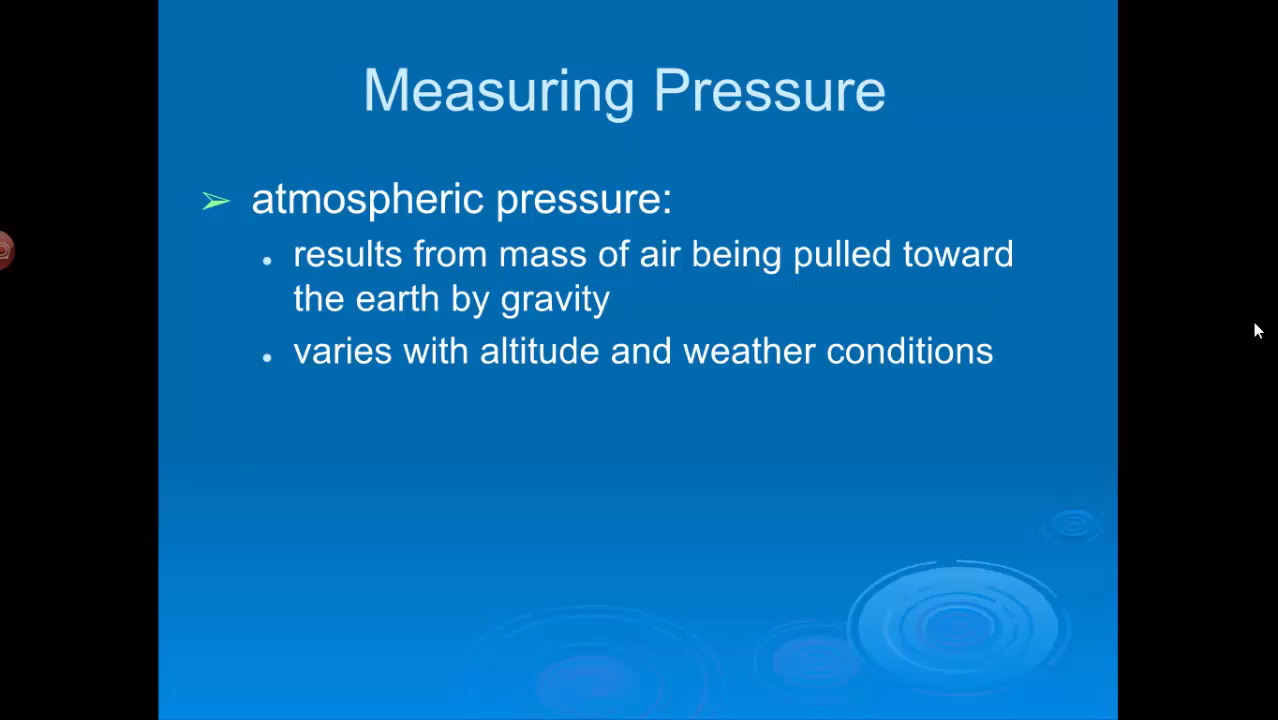 Measuring Pressure
➢ atmospheric pressure:
• results from mass of air being pulled toward
the earth by gravity
• varies with altitude and weather conditions